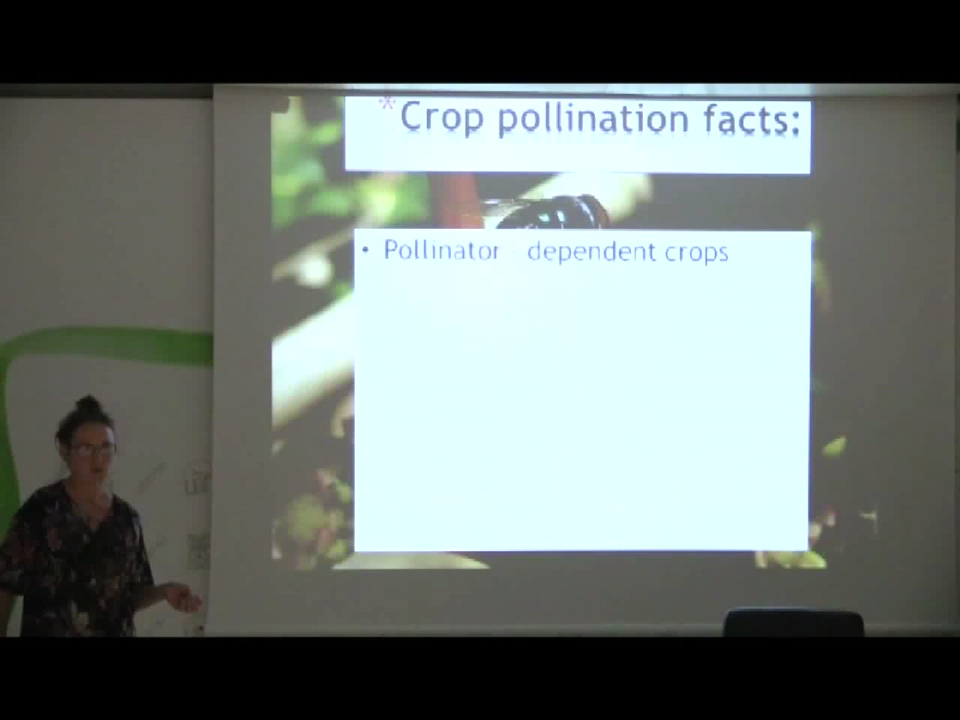 *Crop pollination facts:
• Pollinator - dependent crops